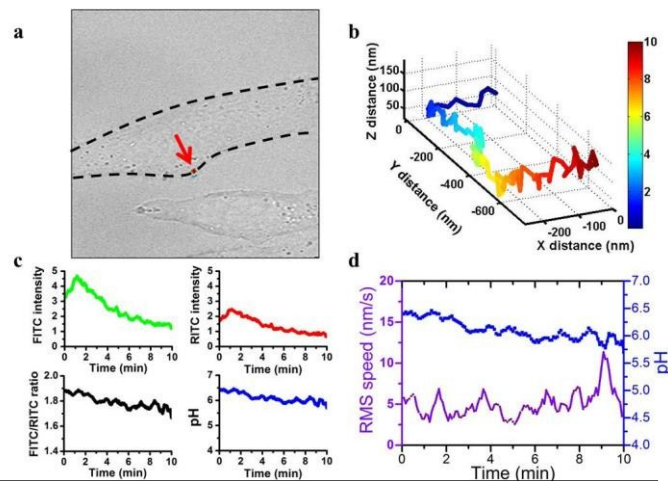 a
b
Z distance (nm)
150
100
50
0
-200
-400
-600
Y distance (nm)
-200
-100
0
X distance (nm)
10
8
6
4
2
c
FITC intensity
5
4
3
2
1
0
0 2 4 6 8 10
Time (min)
RITC intensity
5
4
3
2
1
0
0 2 4 6 8 10
Time (min)
FITC/RITC ratio
2.0
1.8
1.6
1.4
0 2 4 6 8 10
Time (min)
pH
7
6
5
4
0 2 4 6 8 10
Time (min)
d
RMS speed (nm/s)
20
15
10
5
0
0 2 4 6 8 10
Time (min)
7.0
6.5
6.0
5.5
5.0
4.5
4.0
pH